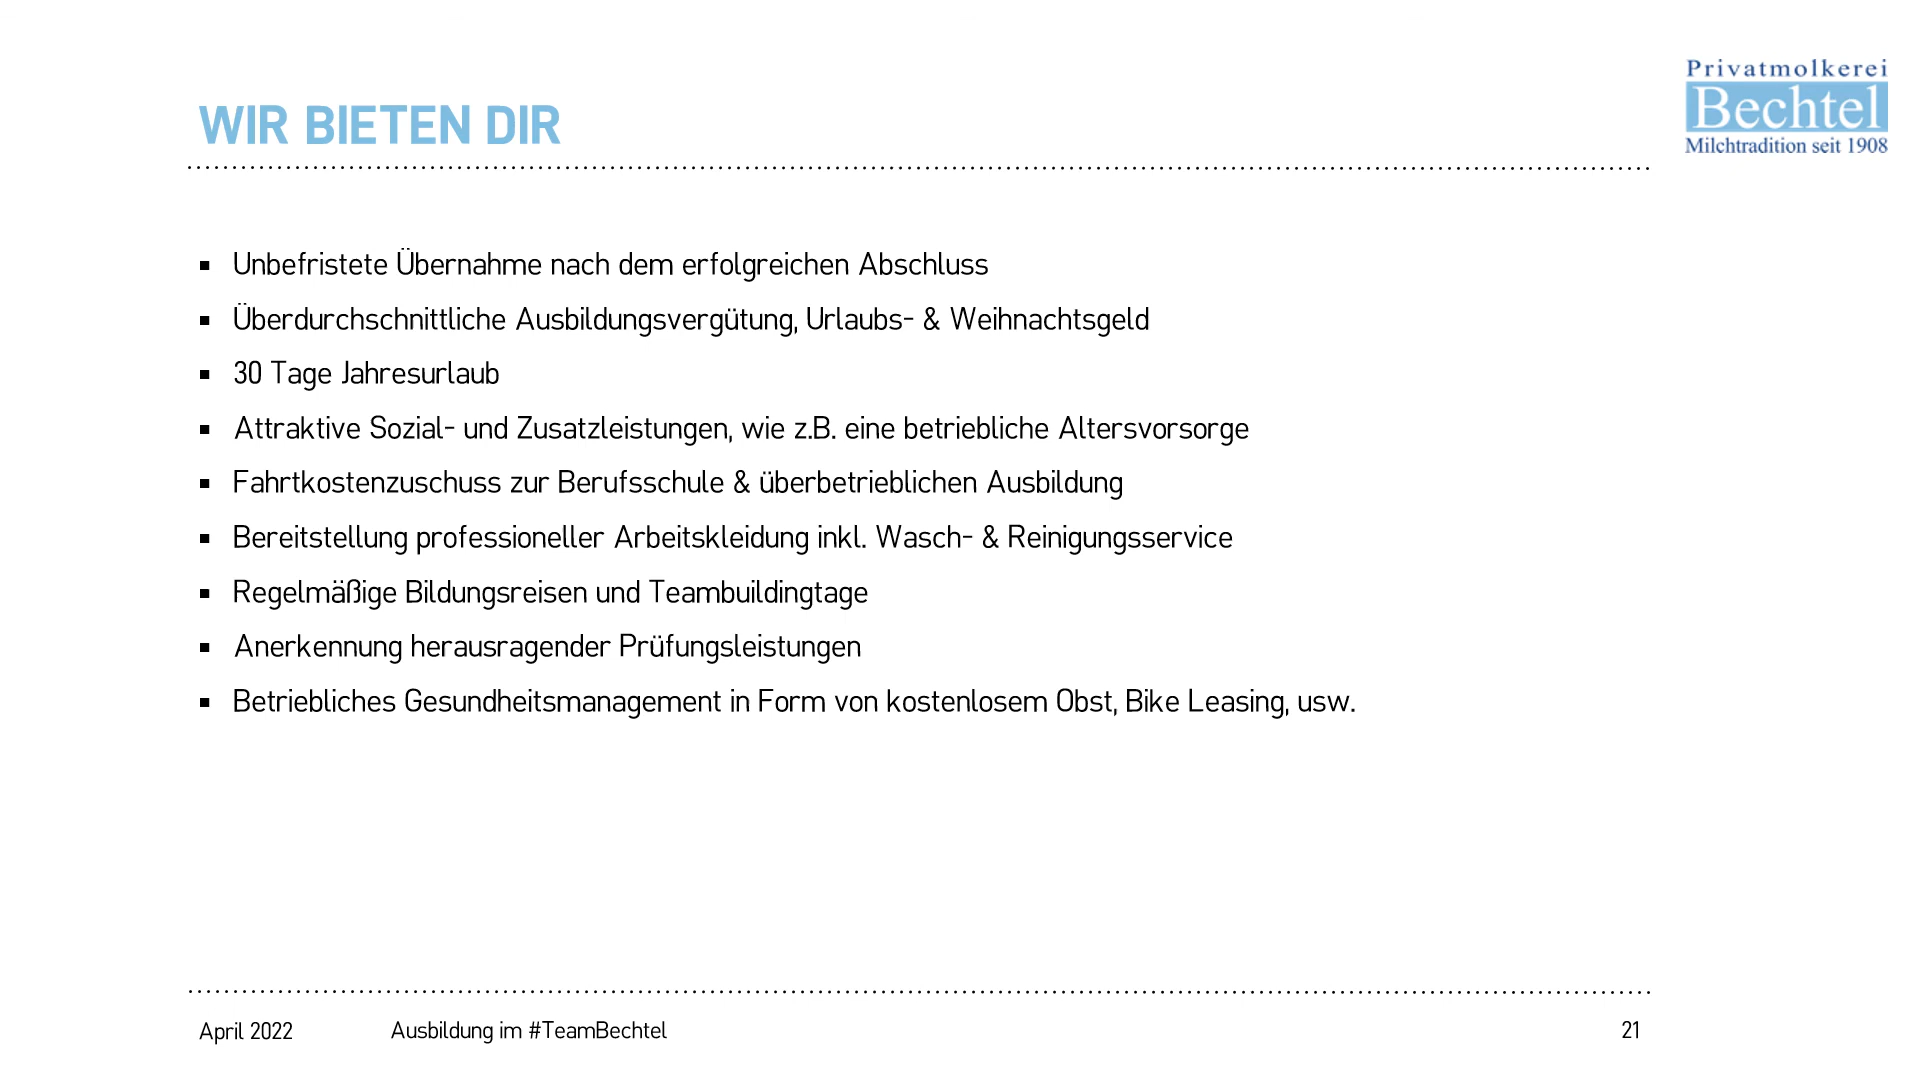 Privatmolkerei
Bechtel
Milchtradition seit 1908
WIR BIETEN DIR
▪ Unbefristete Übernahme nach dem erfolgreichen Abschluss
▪ Überdurchschnittliche Ausbildungsvergütung, Urlaubs- & Weihnachtsgeld
▪ 30 Tage Jahresurlaub
▪ Attraktive Sozial- und Zusatzleistungen, wie z.B. eine betriebliche Altersvorsorge
▪ Fahrtkostenzuschuss zur Berufsschule & überbetrieblichen Ausbildung
▪ Bereitstellung professioneller Arbeitskleidung inkl. Wasch- & Reinigungsservice
▪ Regelmäßige Bildungsreisen und Teambuildingtage
▪ Anerkennung herausragender Prüfungsleistungen
▪ Betriebliches Gesundheitsmanagement in Form von kostenlosem Obst, Bike Leasing, usw.
April 2022 Ausbildung im #TeamBechtel 21